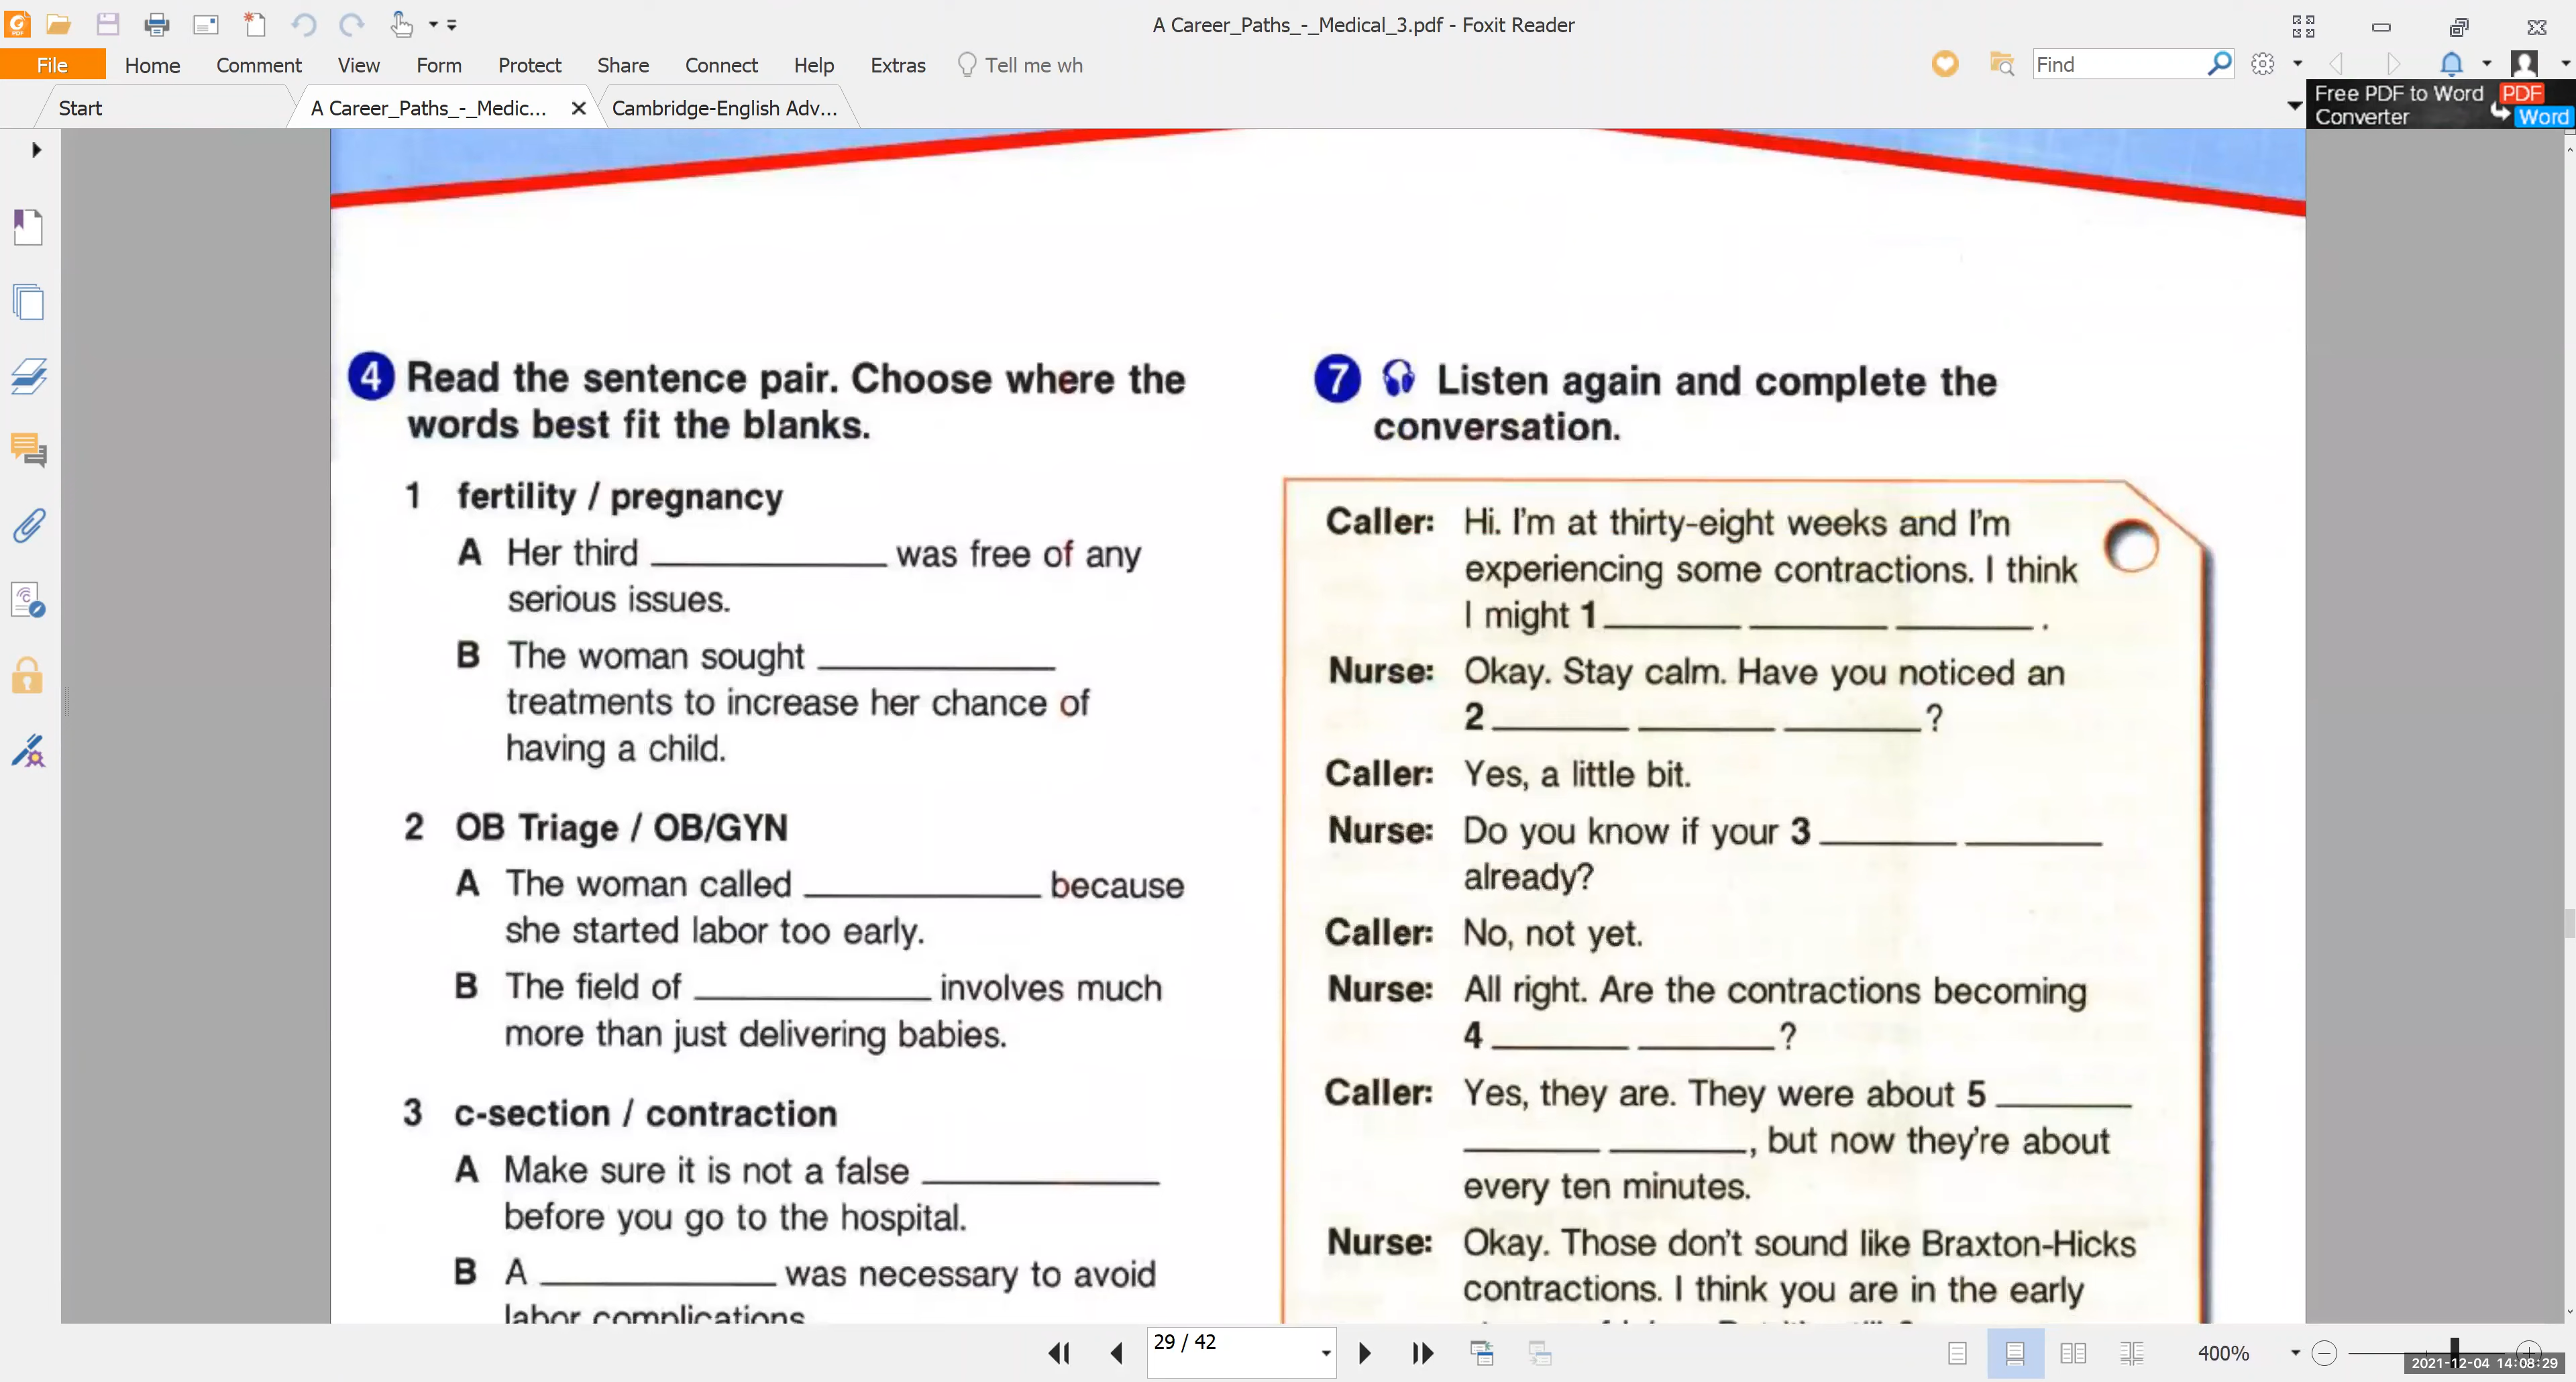 A Career_Paths_-_Medical_3.pdf - Foxit Reader
File Home Comment View Form Protect Share Connect Help Extras Tell me wh Find
Start A Career_Paths_-_Medic... Cambridge-English Adv...
Free PDF to Word PDF
Converter Word
4 Read the sentence pair. Choose where the
words best fit the blanks.
1 fertility / pregnancy
A Her third ____________ was free of any
serious issues.
B The woman sought ____________
treatments to increase her chance of
having a child.
2 OB Triage / OB/GYN
A The woman called ____________ because
she started labor too early.
B The field of ____________ involves much
more than just delivering babies.
3 c-section / contraction
A Make sure it is not a false ____________
before you go to the hospital.
B A ____________ was necessary to avoid
labor complications
7 Listen again and complete the
conversation.
Caller: Hi. I'm at thirty-eight weeks and I'm
experiencing some contractions. I think
I might 1 _______ _______ _______ .
Nurse: Okay. Stay calm. Have you noticed an
2 _______ _______ _______ ?
Caller: Yes, a little bit.
Nurse: Do you know if your 3 _______ _______
already?
Caller: No, not yet.
Nurse: All right. Are the contractions becoming
4 _______ _______ ?
Caller: Yes, they are. They were about 5 _______
_______ _______, but now they're about
every ten minutes.
Nurse: Okay. Those don't sound like Braxton-Hicks
contractions. I think you are in the early
29 / 42
400%
2021-12-04 14:08:29